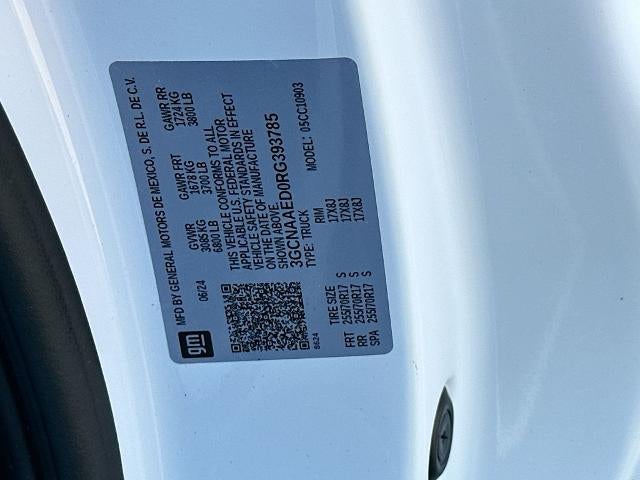 gm
MFD BY GENERAL MOTORS DE MEXICO, S. DE R.L. DE C.V.
06/24
GVWR GAWR FRT GAWR RR
3085 KG 1678 KG 1724 KG
6800 LB 3700 LB 3800 LB
THIS VEHICLE CONFORMS TO ALL
APPLICABLE U.S. FEDERAL MOTOR
VEHICLE SAFETY STANDARDS IN EFFECT
ON THE DATE OF MANUFACTURE
SHOWN ABOVE.
3GCNAAED0RG393785
TYPE: TRUCK MODEL: 05CC10903
8624
TIRE SIZE RIM
FRT 255/70R17 S 17X8J
RR 255/70R17 S 17X8J
SPA 255/70R17 S 17X8J